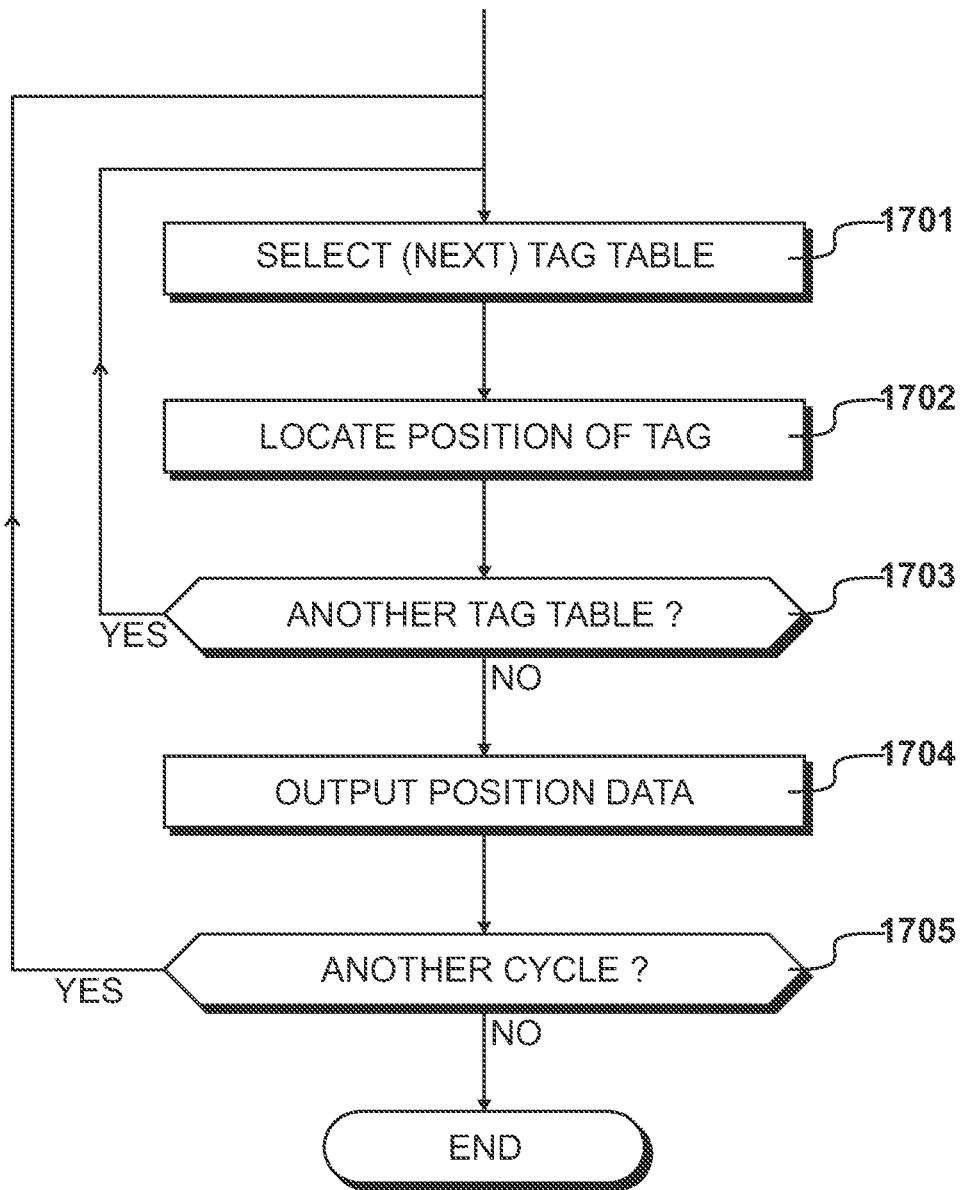 1701
SELECT (NEXT) TAG TABLE
1702
LOCATE POSITION OF TAG
1703
ANOTHER TAG TABLE ?
YES
NO
1704
OUTPUT POSITION DATA
1705
ANOTHER CYCLE ?
YES
NO
END